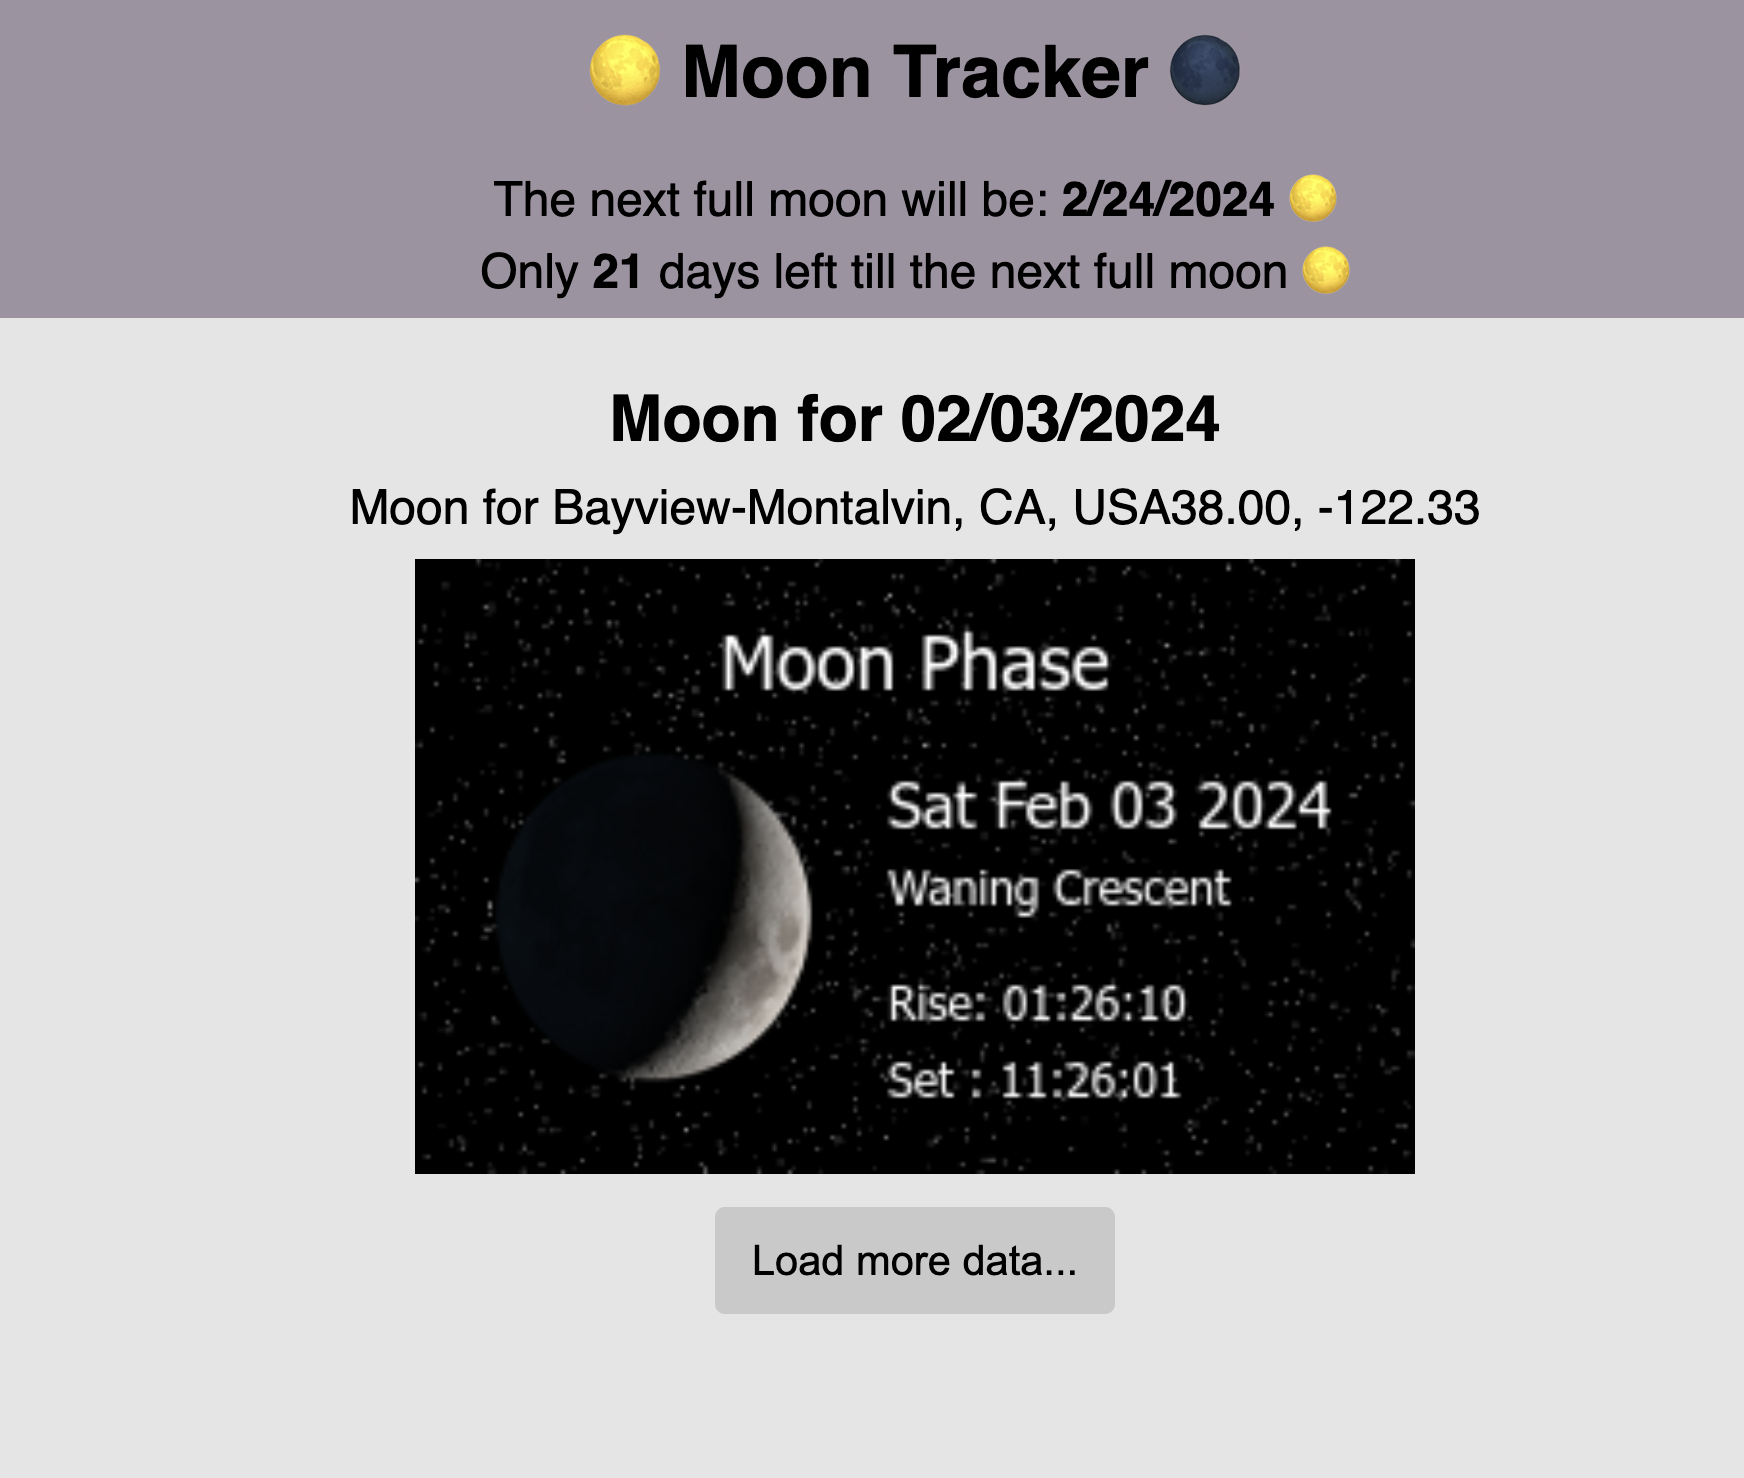 🌕 Moon Tracker 🌑
The next full moon will be: 2/24/2024 🌕
Only 21 days left till the next full moon 🌕
Moon for 02/03/2024
Moon for Bayview-Montalvin, CA, USA38.00, -122.33
Moon Phase
Sat Feb 03 2024
Waning Crescent
Rise: 01:26:10
Set : 11:26:01
Load more data...